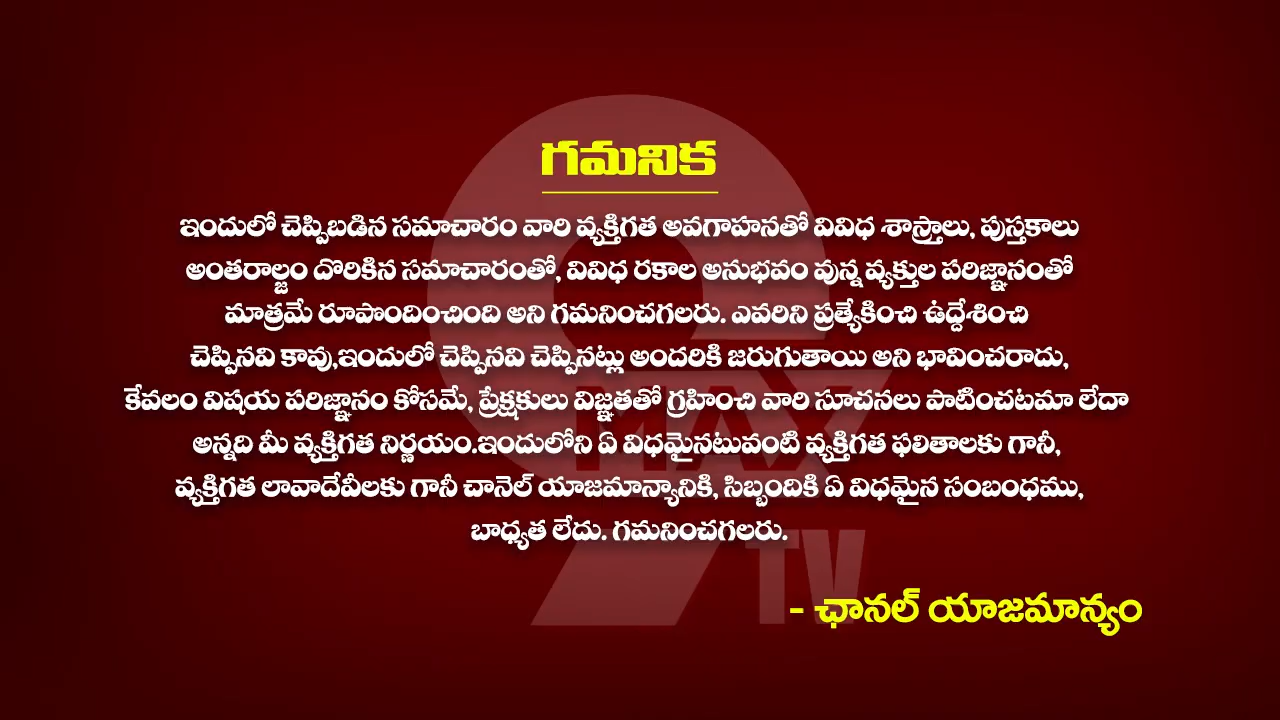 గమనిక
ఇందులో చెప్పిబడిన సమాచారం వారి వ్యక్తిగత అవగాహనతో వివిధ శాస్త్రాలు, పుస్తకాలు
అంతరాల్జం దొరికిన సమాచారంతో, వివిధ రకాల అనుభవం వున్న వ్యక్తుల పరిజ్ఞానంతో
మాత్రమే రూపొందించింది అని గమనించగలరు. ఎవరిని ప్రత్యేకించి ఉద్దేశించి
చెప్పినవి కావు,ఇందులో చెప్పినవి చెప్పినట్లు అందరికి జరుగుతాయి అని భావించరాదు,
కేవలం విషయ పరిజ్ఞానం కోసమే, ప్రేక్షకులు విజ్ఞతతో గ్రహించి వారి సూచనలు పాటించటమా లేదా
అన్నది మీ వ్యక్తిగత నిర్ణయం.ఇందులోని ఏ విధమైనటువంటి వ్యక్తిగత ఫలితాలకు గానీ,
వ్యక్తిగత లావాదేవీలకు గానీ చానెల్ యాజమాన్యానికి, సిబ్బందికి ఏ విధమైన సంబంధము,
బాధ్యత లేదు. గమనించగలరు.
- ఛానల్ యాజమాన్యం
9
MAX
TV